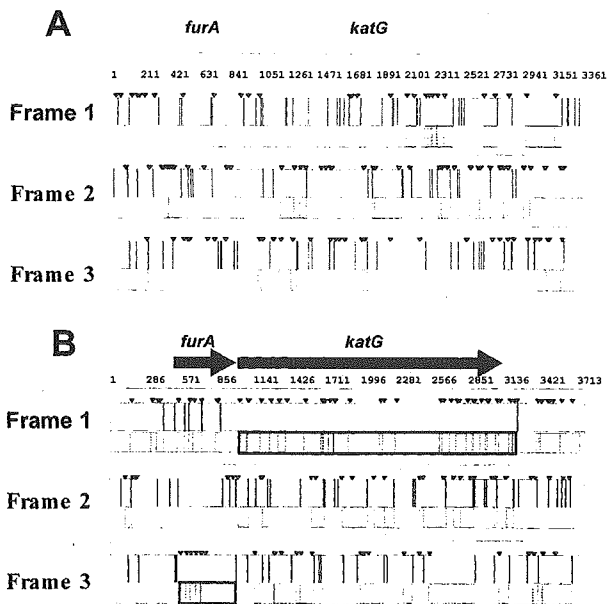 A
furA katG
1 211 421 631 841 1051 1261 1471 1681 1891 2101 2311 2521 2731 2941 3151 3361
Frame 1
Frame 2
Frame 3
B
furA katG
1 286 571 856 1141 1426 1711 1996 2281 2566 2851 3136 3421 3713
Frame 1
Frame 2
Frame 3